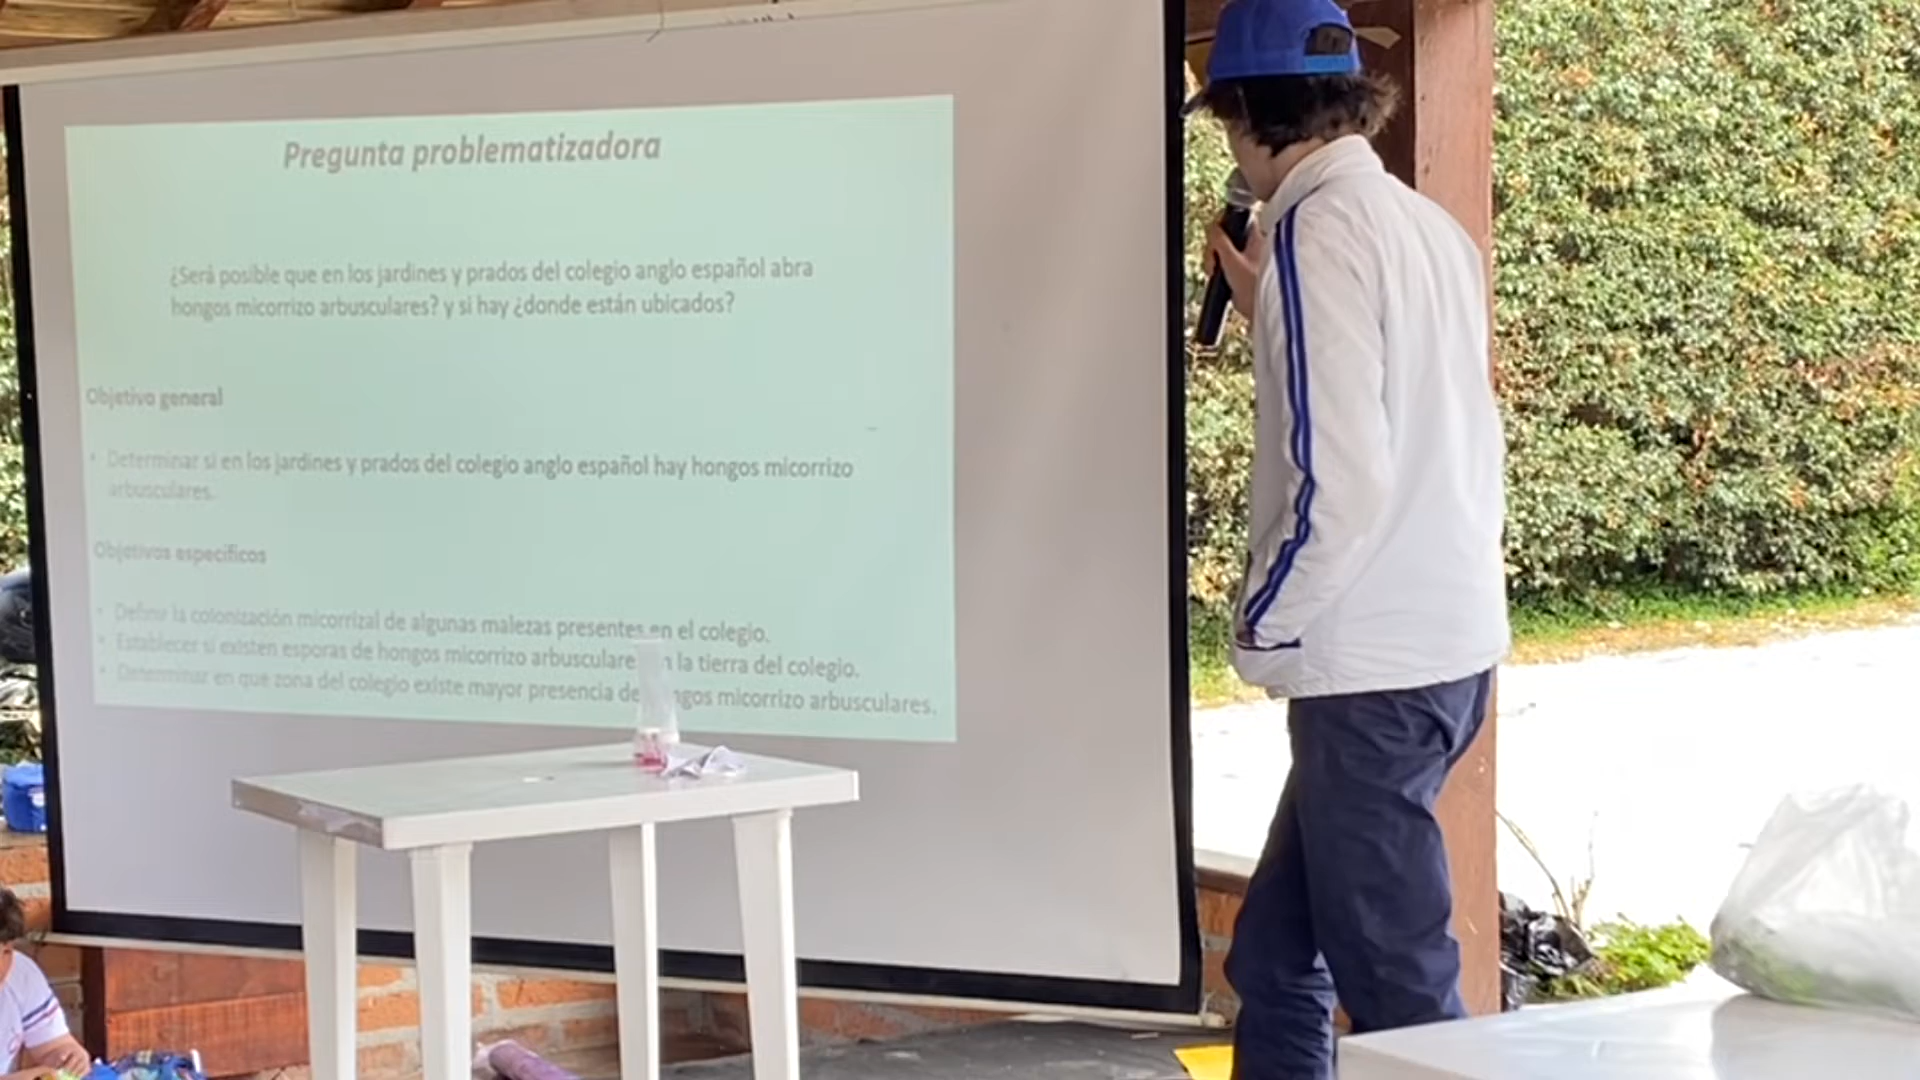 Pregunta problematizadora
¿Será posible que en los jardines y prados del colegio anglo español abra
hongos micorrizo arbusculares? y si hay ¿donde están ubicados?
Objetivo general
• Determinar si en los jardines y prados del colegio anglo español hay hongos micorrizo
arbusculares.
Objetivos específicos
• Definir la colonización micorrizal de algunas malezas presentes en el colegio.
• Establecer si existen esporas de hongos micorrizo arbusculare n la tierra del colegio.
• Determinar en que zona del colegio existe mayor presencia de ngos micorrizo arbusculares.